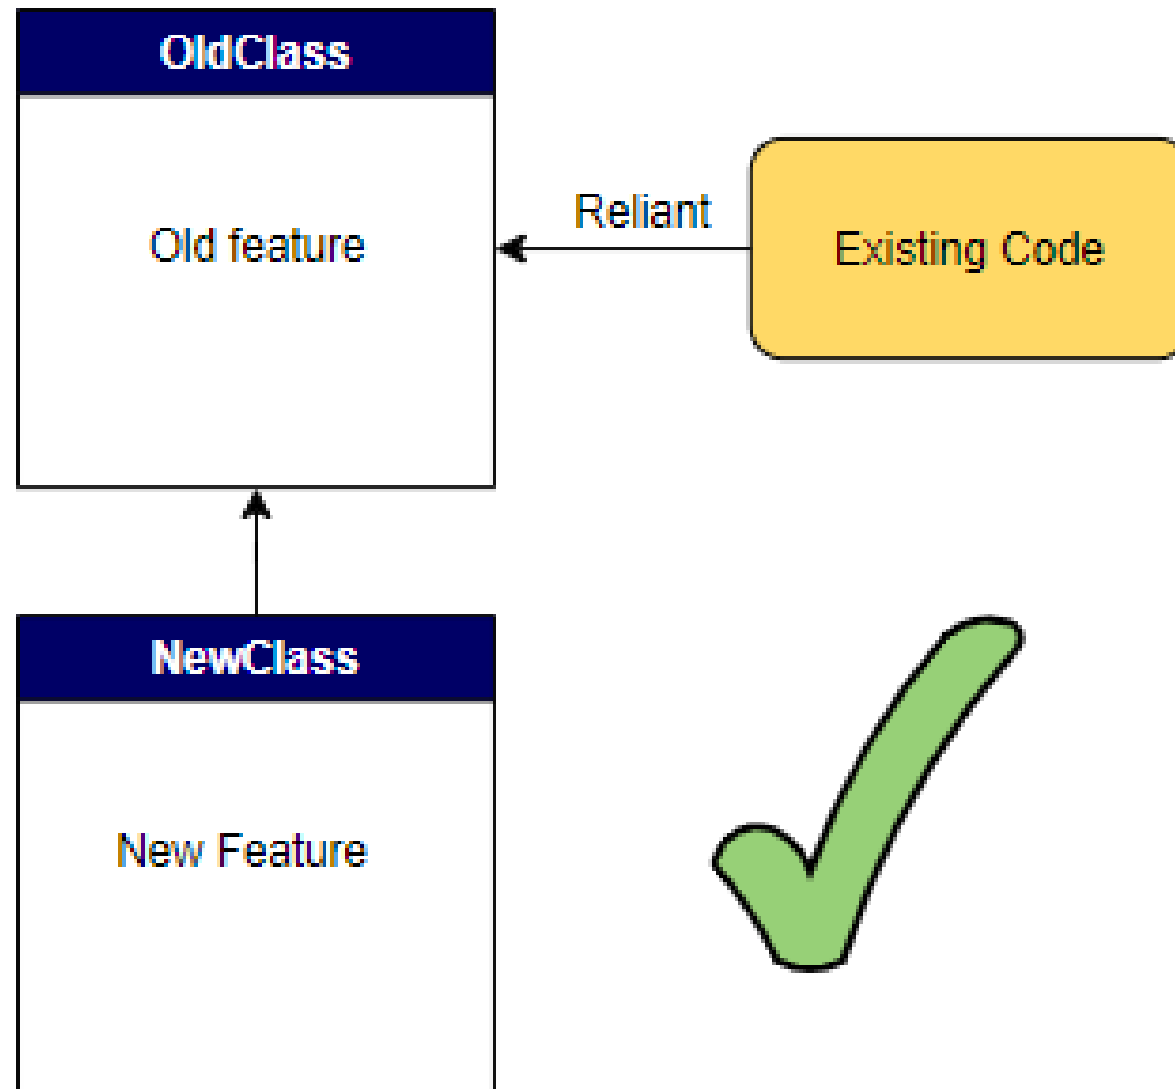 OldClass
Old feature
Reliant
Existing Code
NewClass
New Feature